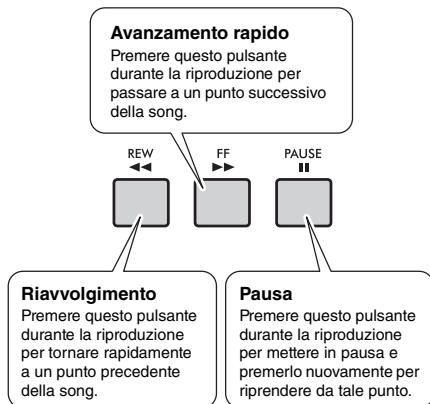 Avanzamento rapido
Premere questo pulsante
durante la riproduzione per
passare a un punto successivo
della song.
REW
FF
PAUSE
Riavvolgimento
Premere questo pulsante
durante la riproduzione
per tornare rapidamente
a un punto precedente
della song.
Pausa
Premere questo pulsante
durante la riproduzione
per mettere in pausa e
premerlo nuovamente per
riprendere da tale punto.